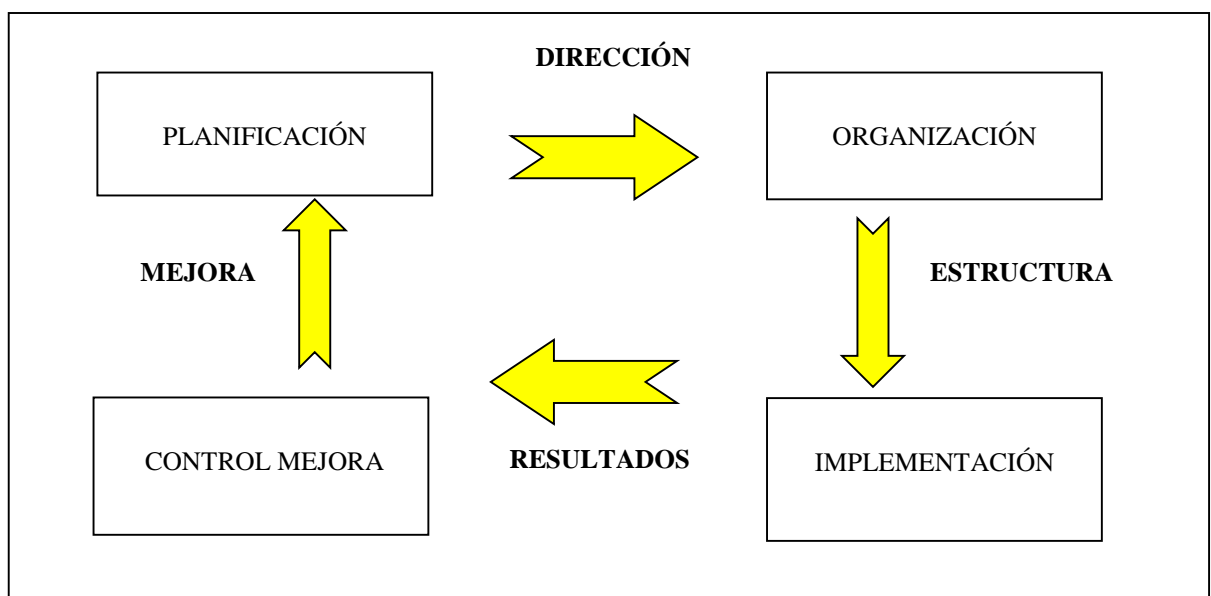 DIRECCIÓN
PLANIFICACIÓN
ORGANIZACIÓN
MEJORA
ESTRUCTURA
CONTROL MEJORA
RESULTADOS
IMPLEMENTACIÓN